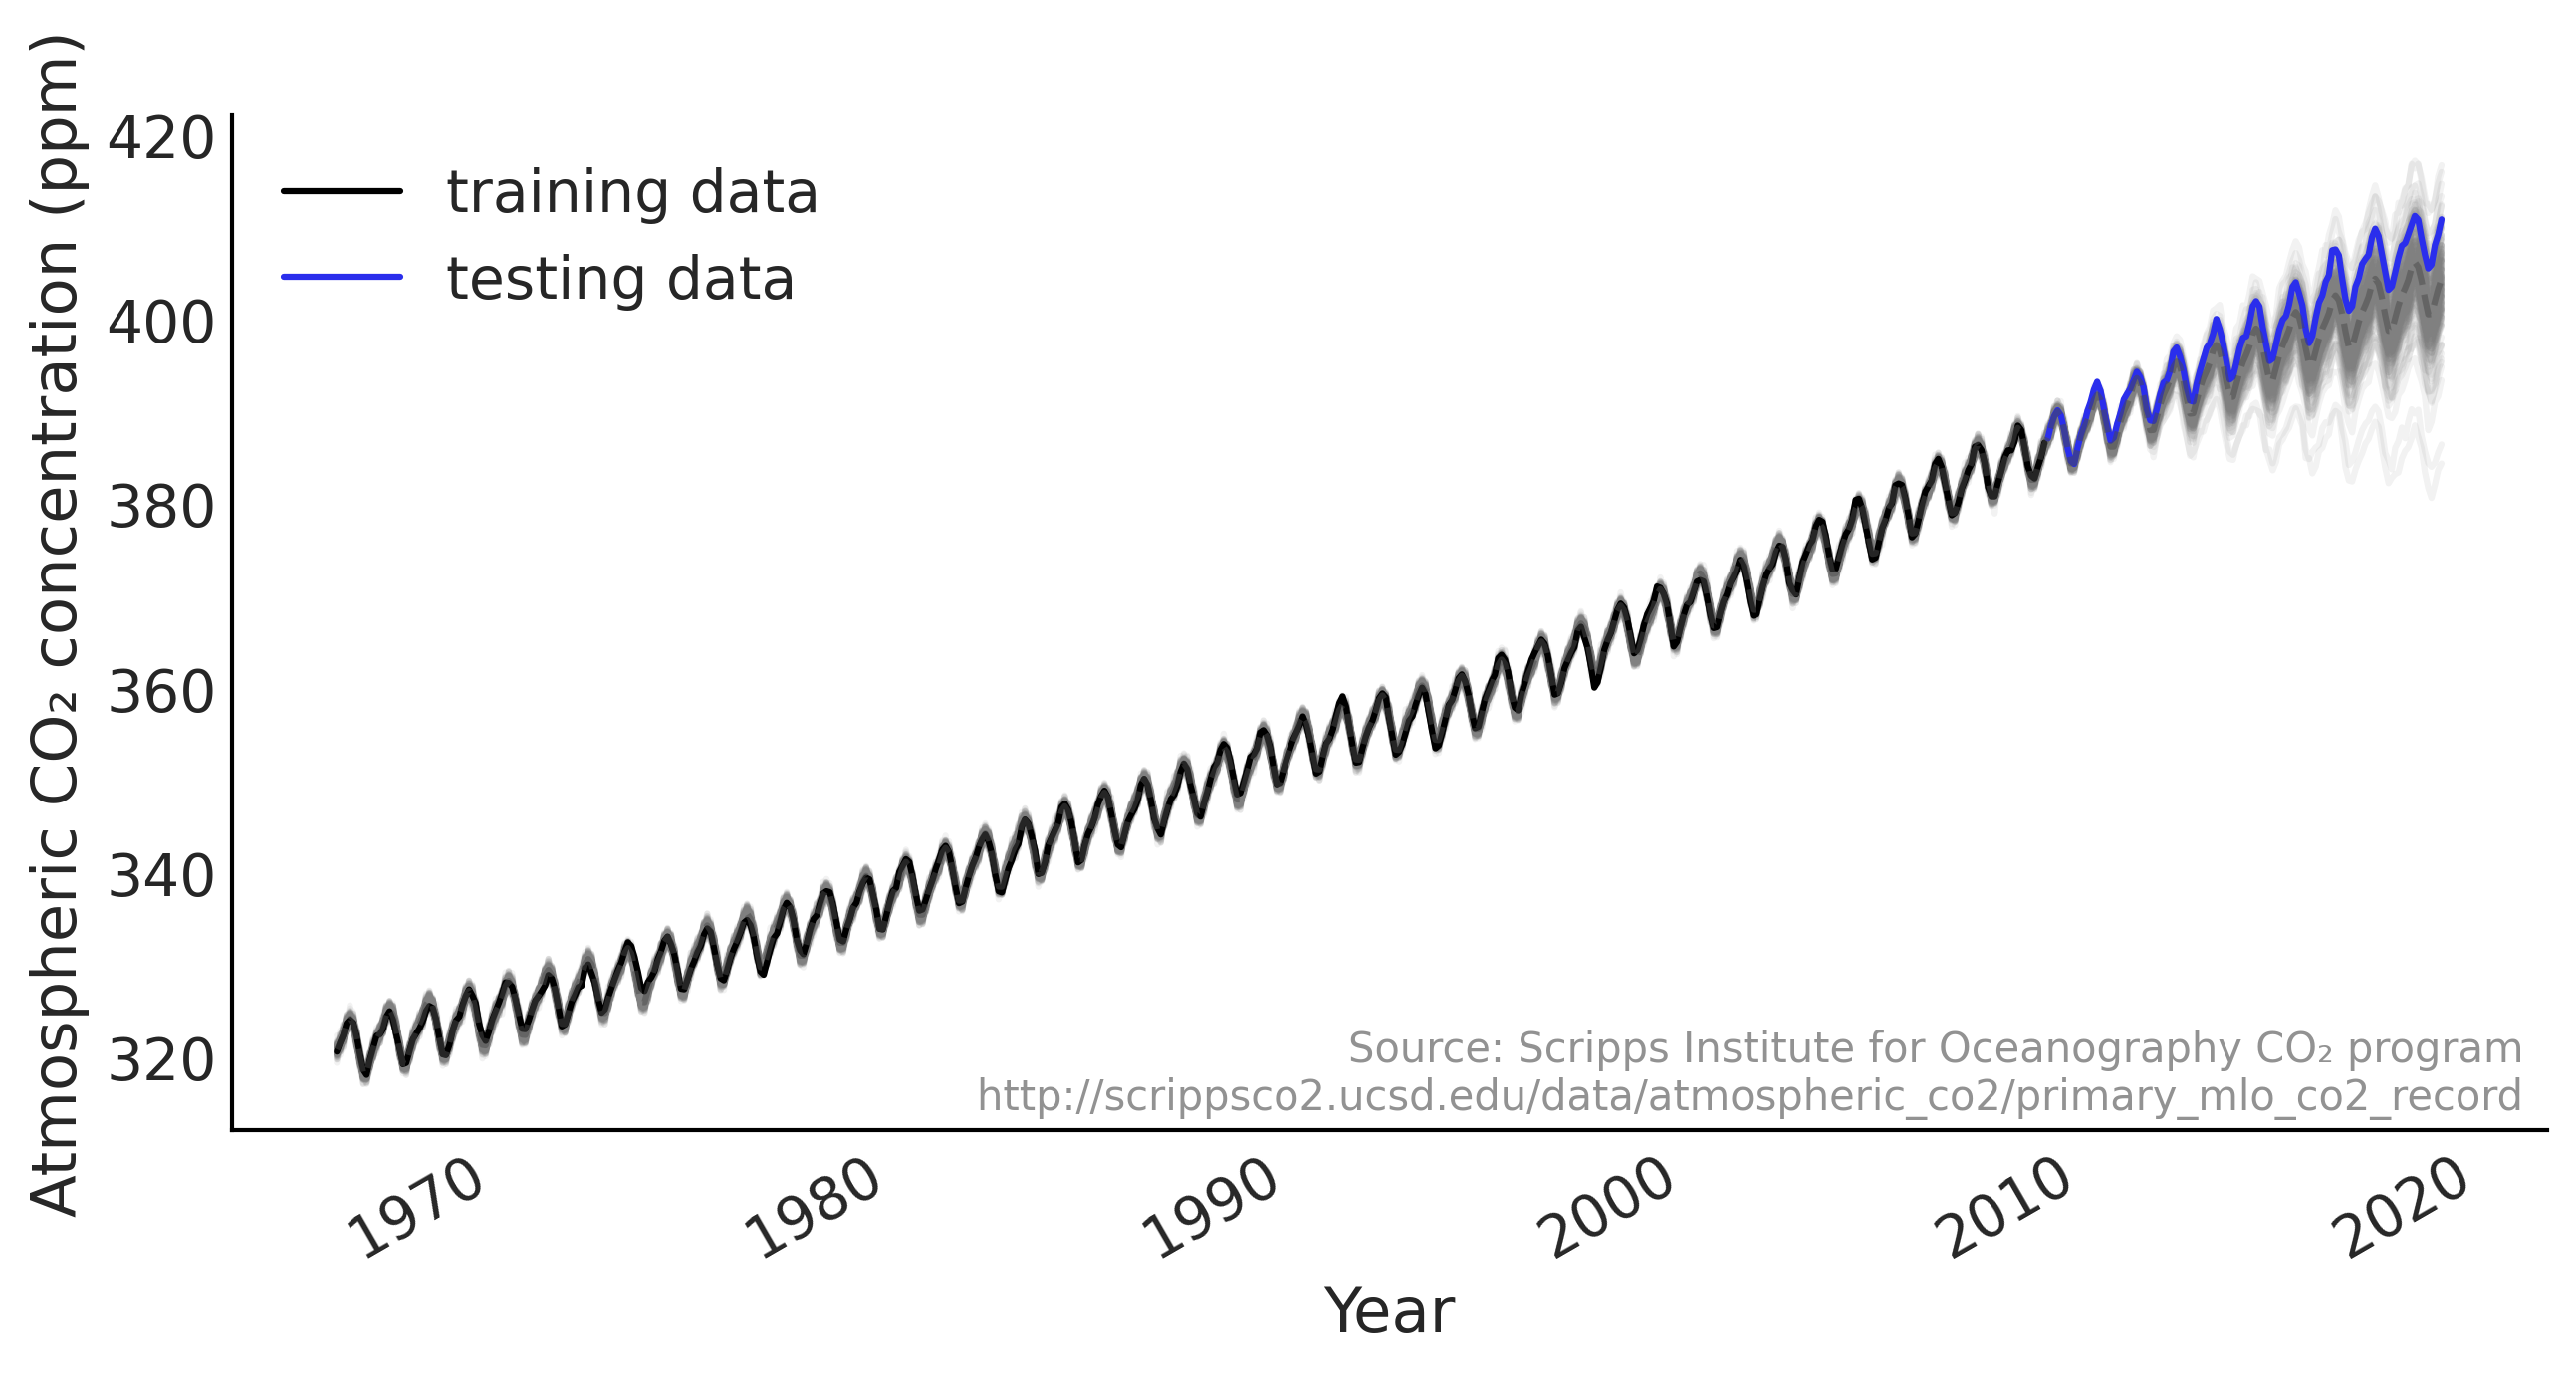 Atmospheric CO₂ concentration (ppm)
420
400
380
360
340
320
training data
testing data
Source: Scripps Institute for Oceanography CO₂ program
http://scrippsco2.ucsd.edu/data/atmospheric_co2/primary_mlo_co2_record
1970
1980
1990
2000
2010
2020
Year